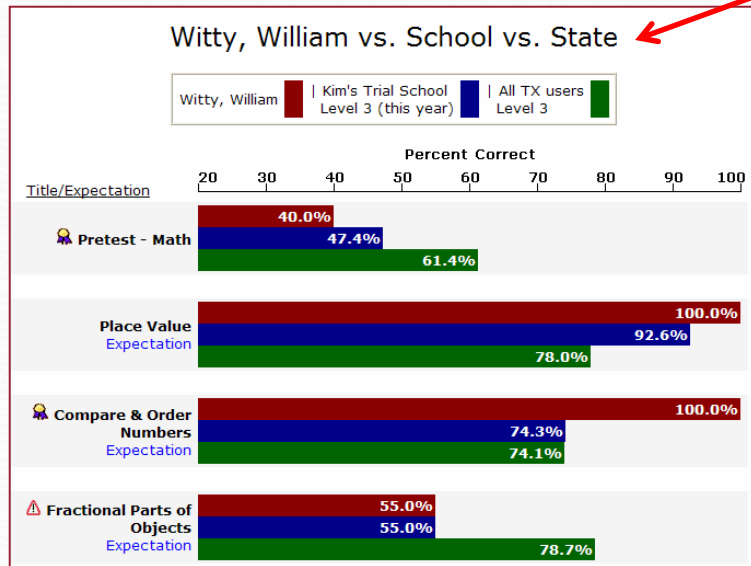 Witty, William vs. School vs. State
Witty, William | Kim's Trial School | All TX users
Level 3 (this year) Level 3
Percent Correct
Title/Expectation 20 30 40 50 60 70 80 90 100
Pretest - Math 40.0%
47.4%
61.4%
Place Value 100.0%
Expectation 92.6%
78.0%
Compare & Order 100.0%
Numbers 74.3%
Expectation 74.1%
Fractional Parts of 55.0%
Objects 55.0%
Expectation 78.7%